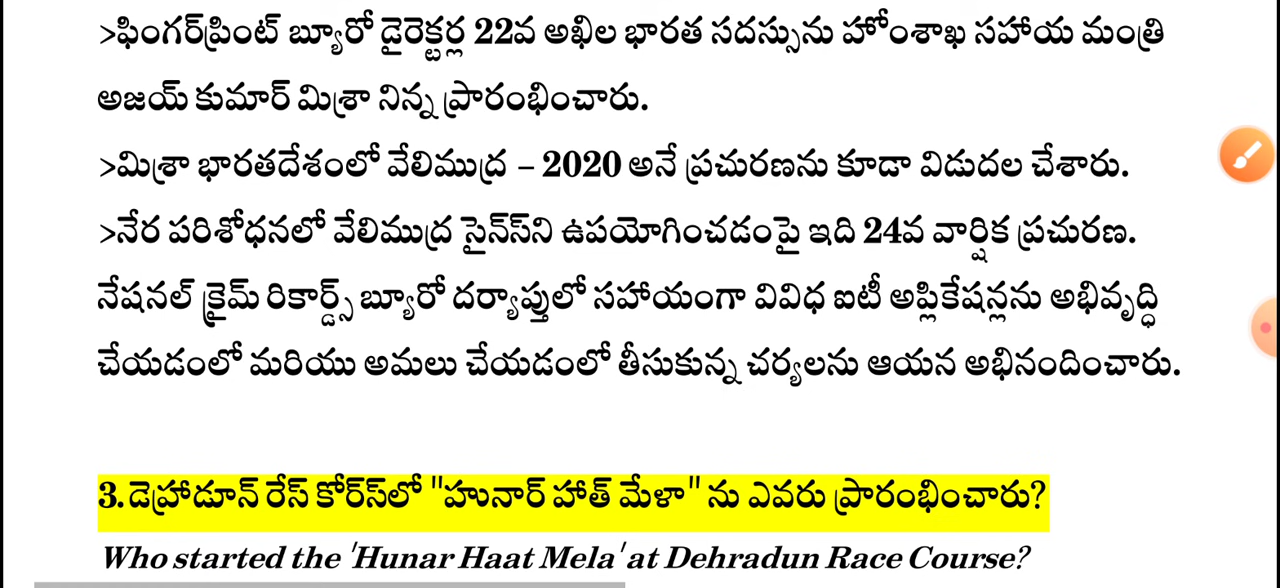 >ఫింగర్‌ప్రింట్ బ్యూరో డైరెక్టర్ల 22వ అఖిల భారత సదస్సును హోంశాఖ సహాయ మంత్రి
అజయ్ కుమార్ మిశ్రా నిన్న ప్రారంభించారు.
>మిశ్రా భారతదేశంలో వేలిముద్ర – 2020 అనే ప్రచురణను కూడా విడుదల చేశారు.
>నేర పరిశోధనలో వేలిముద్ర సైన్స్‌ని ఉపయోగించడంపై ఇది 24వ వార్షిక ప్రచురణ.
నేషనల్ క్రైమ్ రికార్డ్స్ బ్యూరో దర్యాప్తులో సహాయంగా వివిధ ఐటీ అప్లికేషన్లను అభివృద్ధి
చేయడంలో మరియు అమలు చేయడంలో తీసుకున్న చర్యలను ఆయన అభినందించారు.
3.డెహ్రాడూన్ రేస్ కోర్స్‌లో "హునార్ హాత్ మేళా" ను ఎవరు ప్రారంభించారు?
Who started the 'Hunar Haat Mela' at Dehradun Race Course?